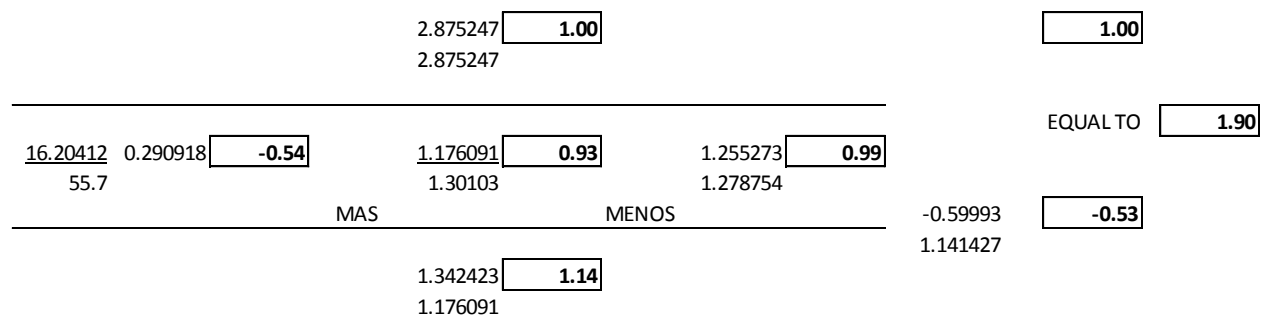 2.875247 1.00 1.00
2.875247
EQUAL TO 1.90
16.20412 0.290918 -0.54 1.176091 0.93 1.255273 0.99
55.7 1.30103 1.278754
MAS MENOS -0.59993 -0.53
1.141427
1.342423 1.14
1.176091